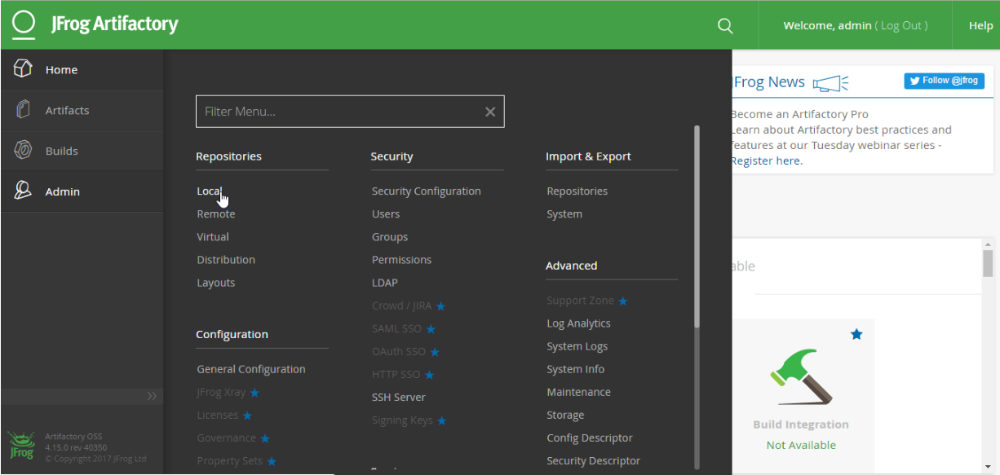 JFrog Artifactory
Welcome, admin ( Log Out )
Help
Home
Artifacts
Builds
Admin
Filter Menu...
Repositories
Local
Remote
Virtual
Distribution
Layouts
Configuration
General Configuration
JFrog Xray
Licenses
Governance
Property Sets
Security
Security Configuration
Users
Groups
Permissions
LDAP
Crowd / JIRA
SAML SSO
OAuth SSO
HTTP SSO
SSH Server
Signing Keys
Import & Export
Repositories
System
Advanced
Support Zone
Log Analytics
System Logs
System Info
Maintenance
Storage
Config Descriptor
Security Descriptor
Frog News
Follow @jfrog
Become an Artifactory Pro
Learn about Artifactory best practices and
features at our Tuesday webinar series -
Register here.
able
Build Integration
Not Available
JFrog
Artifactory OSS
4.15.0 rev 40350
© Copyright 2017 JFrog Ltd